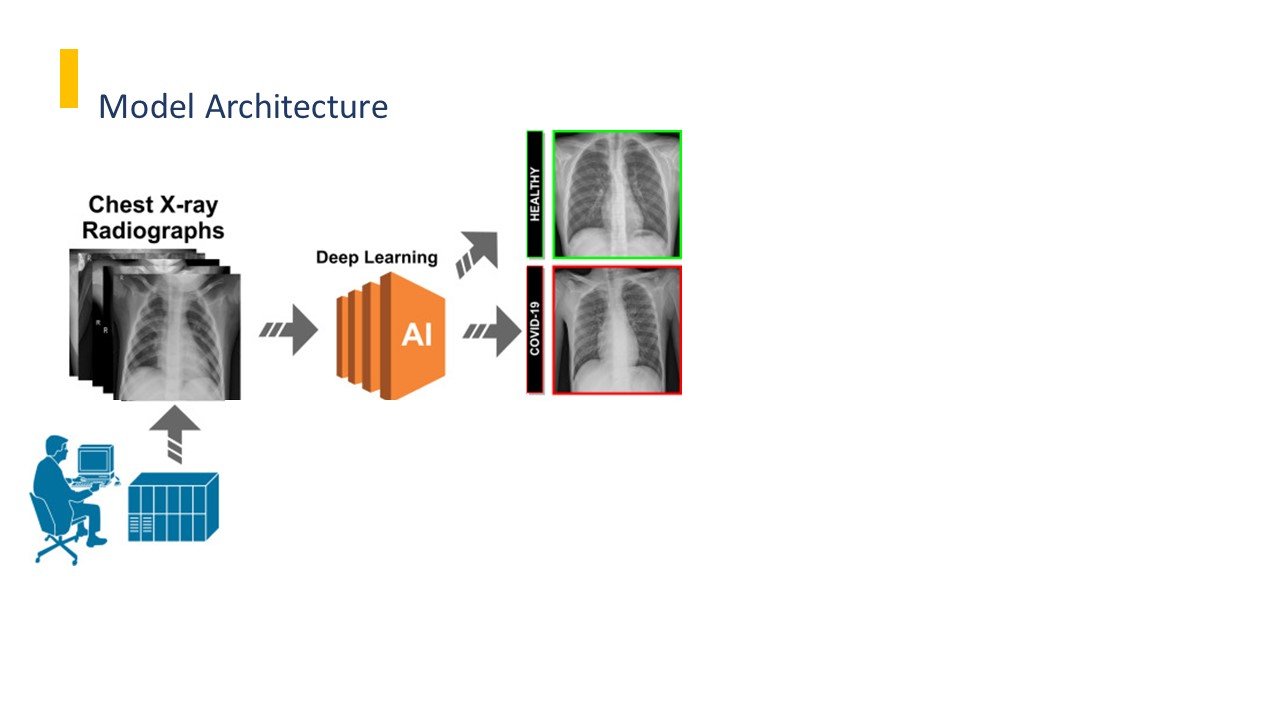 Model Architecture
Chest X-ray
Radiographs
R
R
R
Deep Learning
AI
HEALTHY
COVID-19